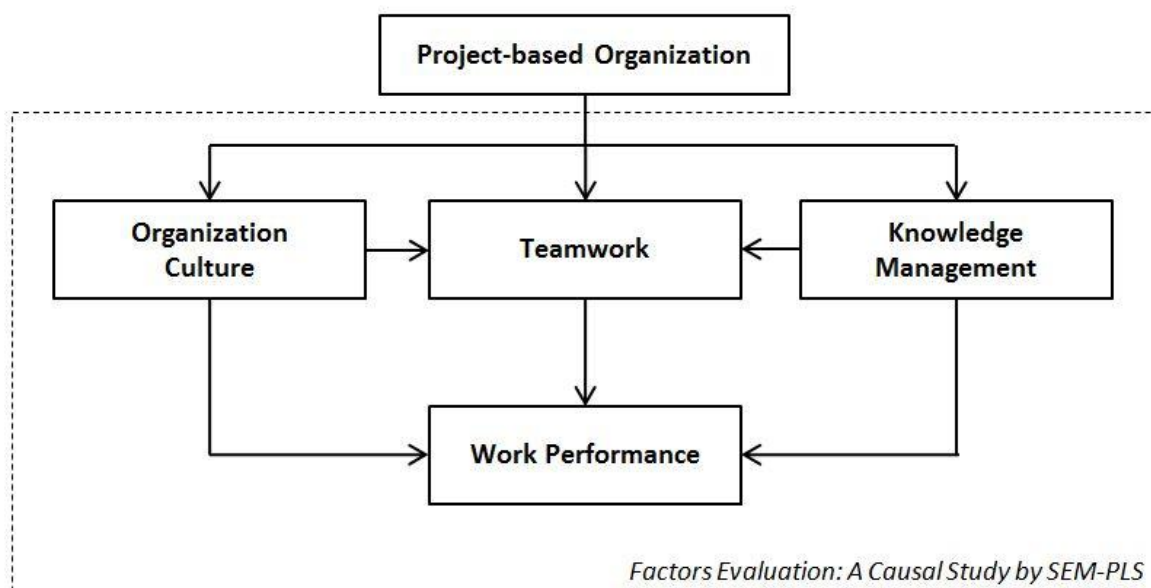 Project-based Organization
Organization
Culture
Teamwork
Knowledge
Management
Work Performance
Factors Evaluation: A Causal Study by SEM-PLS